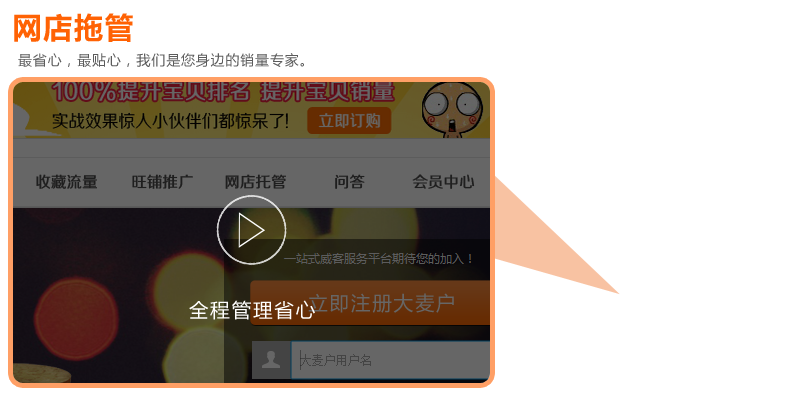 网店拖管
最省心，最贴心，我们是您身边的销量专家。
100%提升宝贝排名 提升宝贝销量
实战效果惊人小伙伴们都惊呆了! 立即订购
收藏流量 旺铺推广 网店托管 问答 会员中心
一站式威客服务平台期待您的加入！
立即注册大麦户
全程管理省心
大麦户用户名